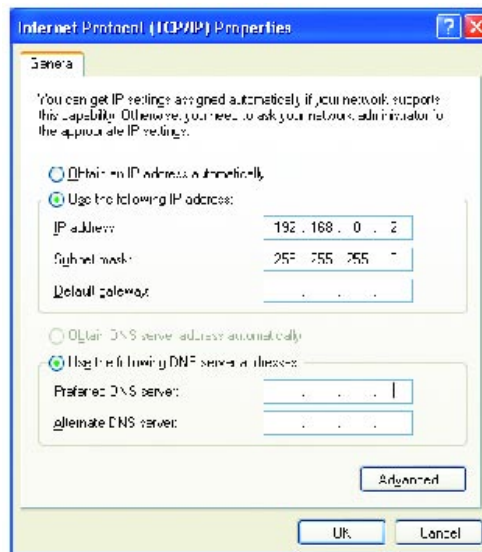 Internet Protocol (TCP/IP) Properties
General
You can get IP settings assigned automatically if your network supports
this capability. Otherwise, you need to ask your network administrator for
the appropriate IP settings.
Obtain an IP address automatically
Use the following IP address:
IP address: 192 . 168 . 0 . 2
Subnet mask: 255 . 255 . 255 .
Default gateway: . . .
Obtain DNS server address automatically
Use the following DNS server addresses:
Preferred DNS server: . . .
Alternate DNS server: . . .
Advanced...
OK Cancel